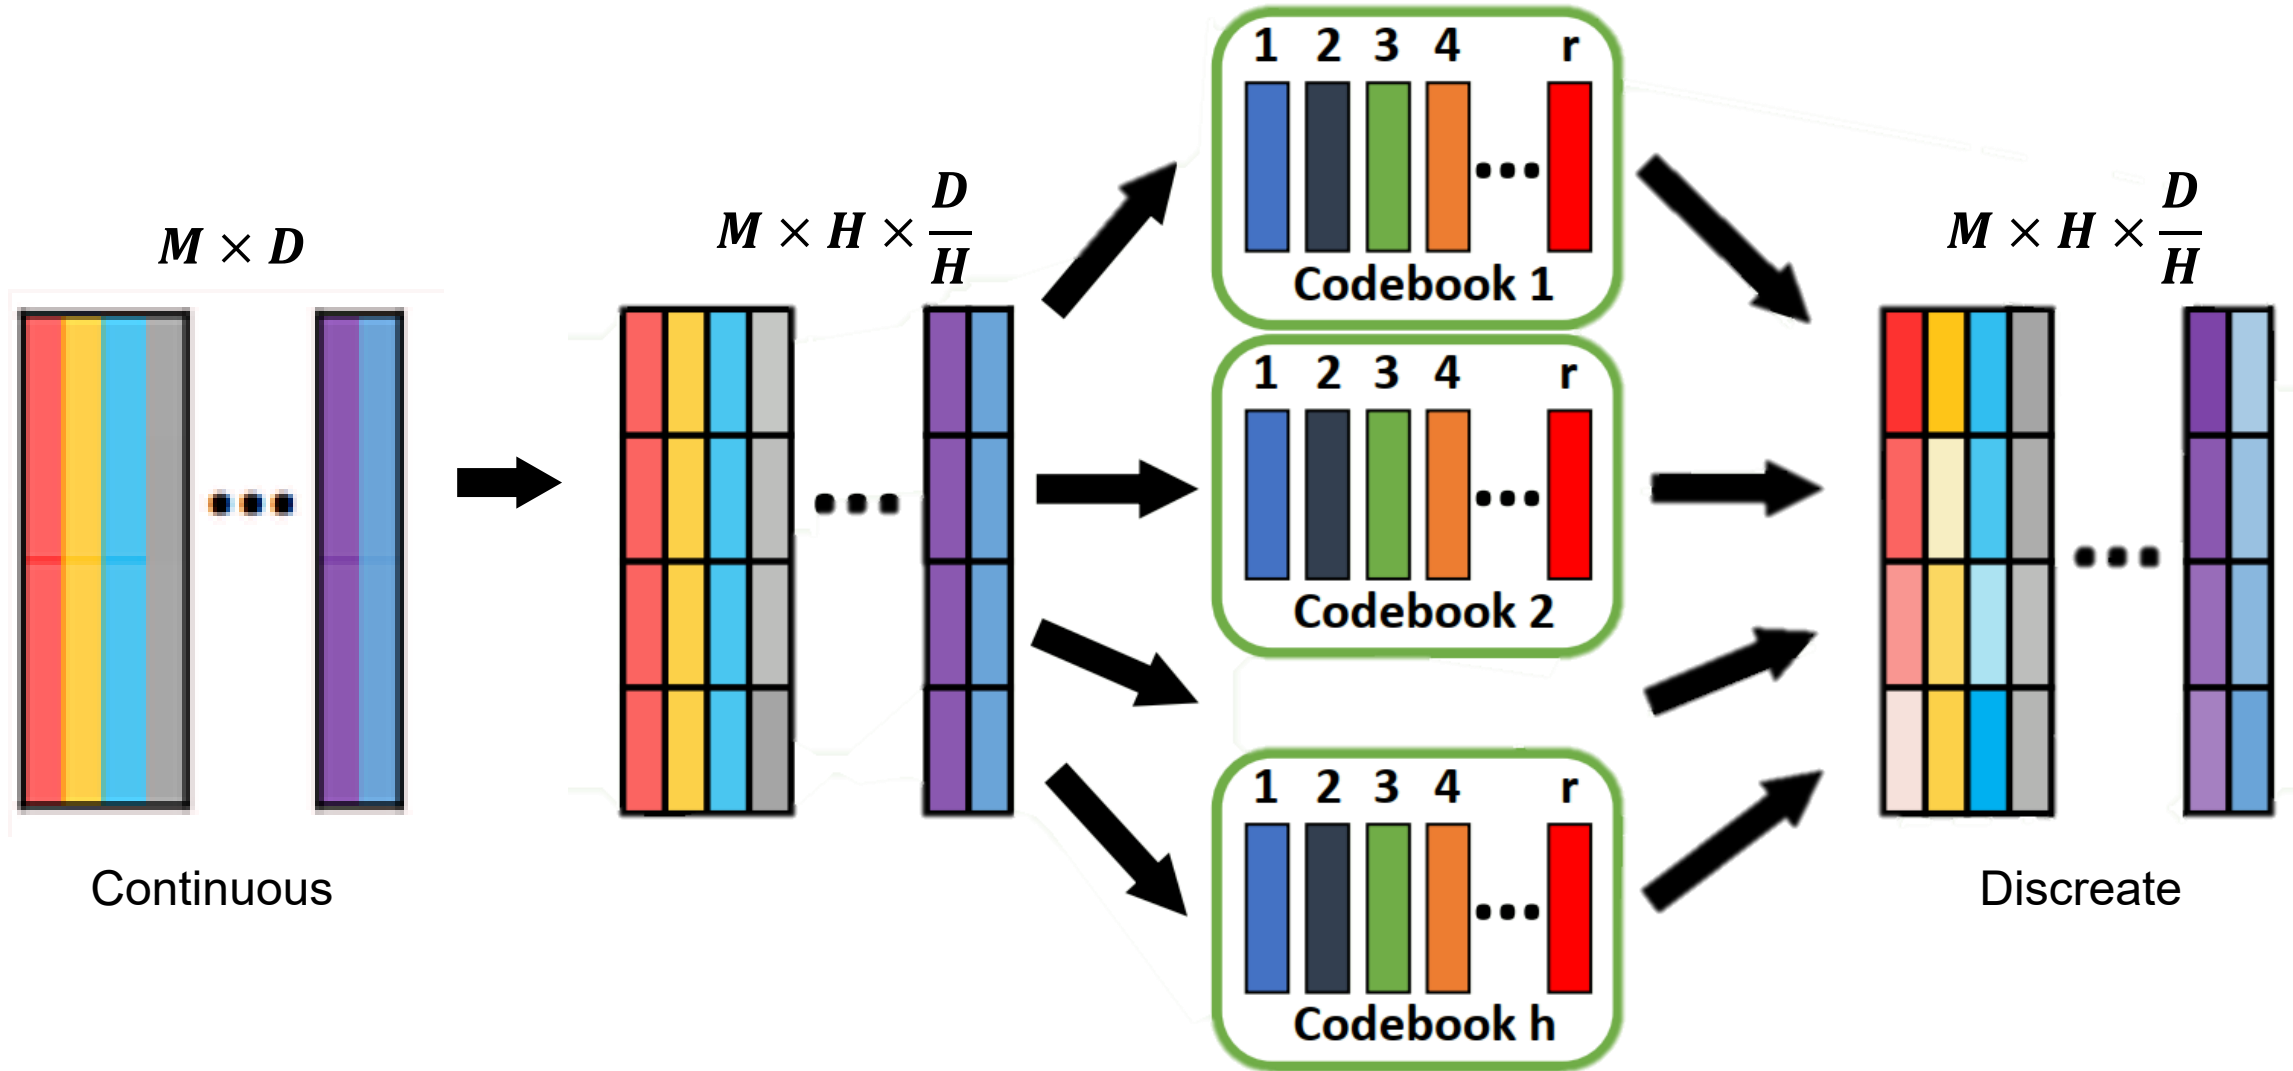 M × D
M × H × D/H
1 2 3 4 r
Codebook 1
1 2 3 4 r
Codebook 2
1 2 3 4 r
Codebook h
M × H × D/H
Continuous
Discreate